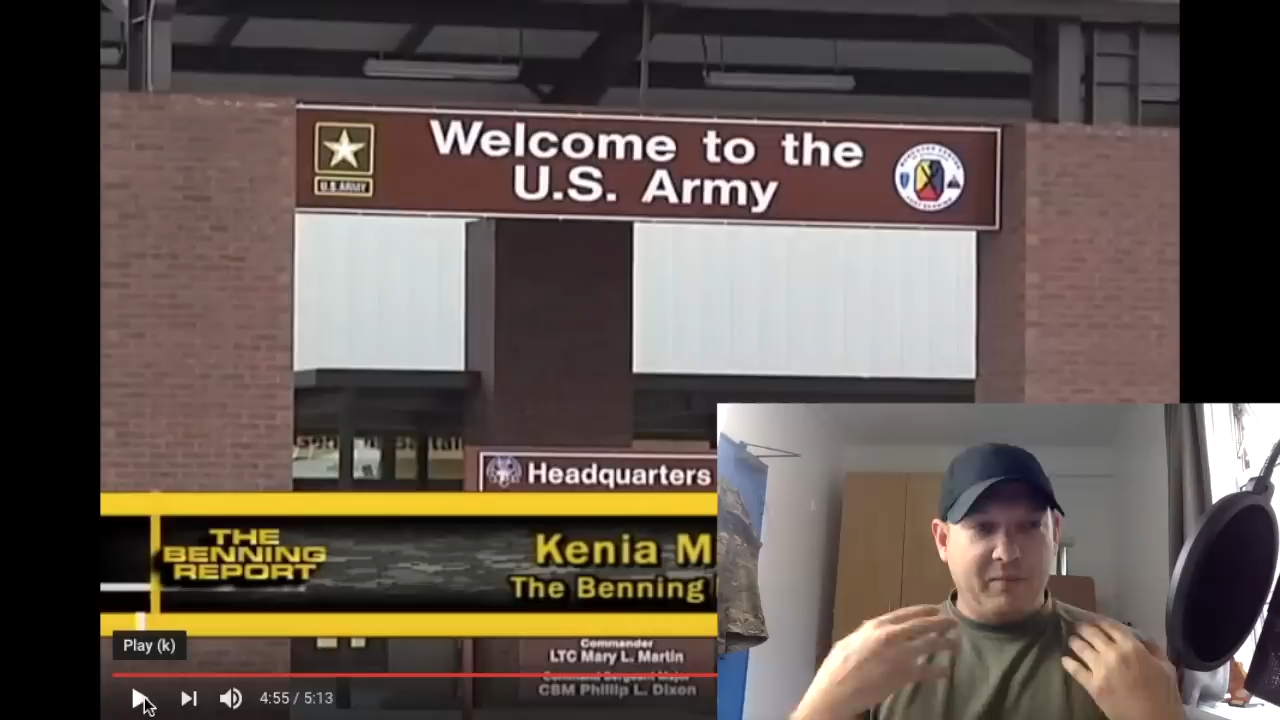 Welcome to the
U.S. Army
U.S. ARMY
Headquarters
THE
BENNING
REPORT
Kenia M
The Benning
Play (k)
Commander
LTC Mary L. Martin
Command Sergeant Major
CSM Phillip L. Dixon
4:55 / 5:13